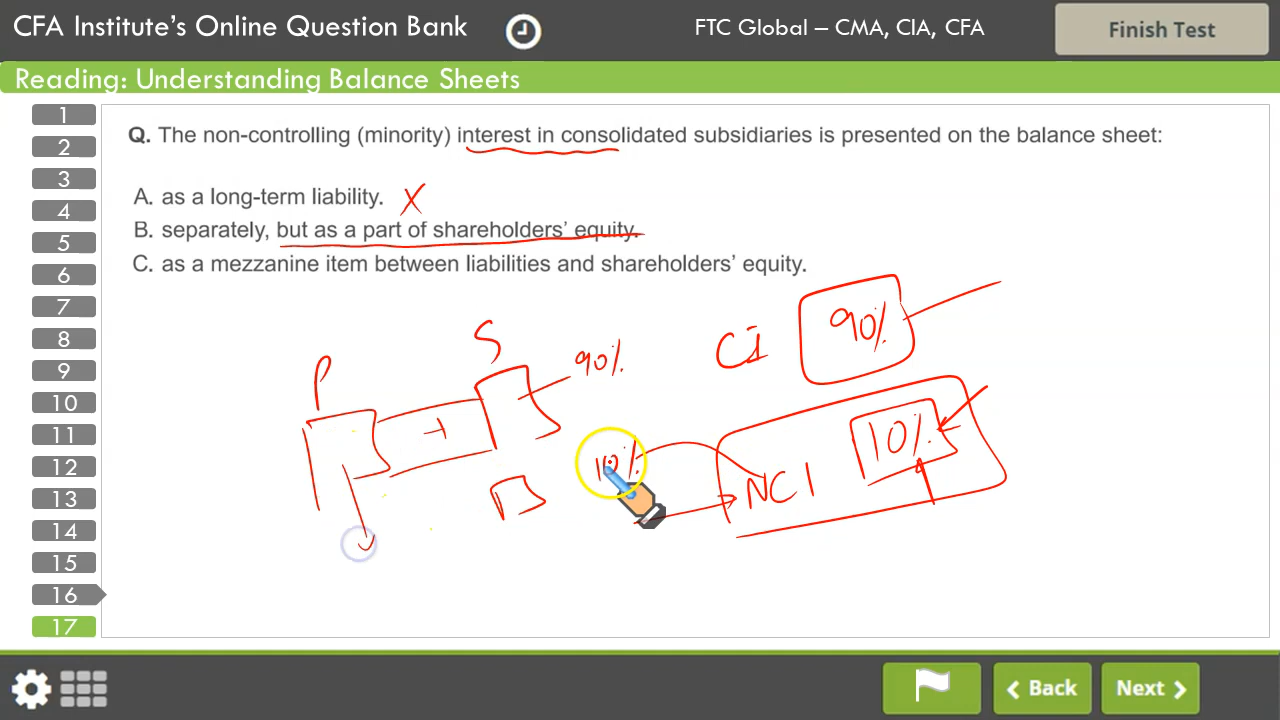 CFA Institute's Online Question Bank
FTC Global – CMA, CIA, CFA
Finish Test
Reading: Understanding Balance Sheets
1
2
3
4
5
6
7
8
9
10
11
12
13
14
15
16
17
Q. The non-controlling (minority) interest in consolidated subsidiaries is presented on the balance sheet:
A. as a long-term liability. X
B. separately, but as a part of shareholders' equity.
C. as a mezzanine item between liabilities and shareholders' equity.
P
S
90%
+
10%
CI 90%
NCI 10%
Back
Next